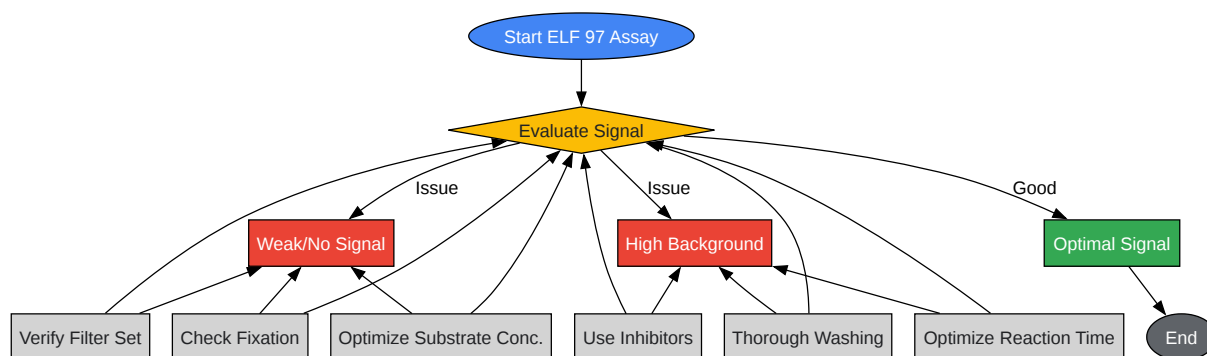 Start ELF 97 Assay
Evaluate Signal
Issue
Issue
Good
Weak/No Signal
High Background
Optimal Signal
Verify Filter Set
Check Fixation
Optimize Substrate Conc.
Use Inhibitors
Thorough Washing
Optimize Reaction Time
End